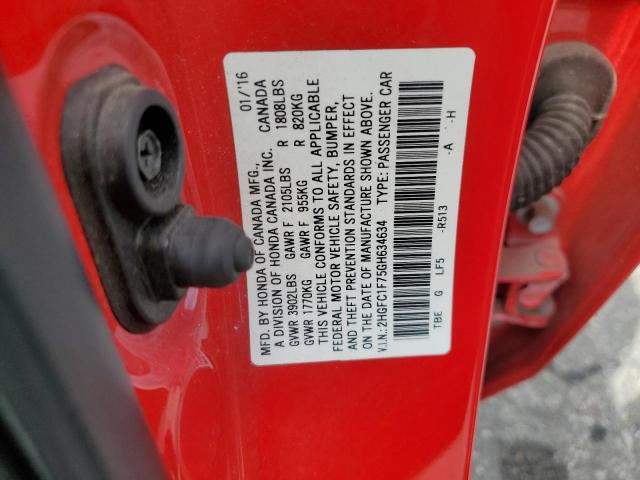 MFD. BY HONDA OF CANADA MFG., 01/'16
A DIVISION OF HONDA CANADA INC. CANADA
GVWR 3902LBS GAWR F 2105LBS R 1808LBS
GVWR 1770KG GAWR F 955KG R 820KG
THIS VEHICLE CONFORMS TO ALL APPLICABLE
FEDERAL MOTOR VEHICLE SAFETY, BUMPER,
AND THEFT PREVENTION STANDARDS IN EFFECT
ON THE DATE OF MANUFACTURE SHOWN ABOVE.
V.I.N.: 2HGFC1F75GH634634 TYPE: PASSENGER CAR
TBE G LF5 -R513 -A -H